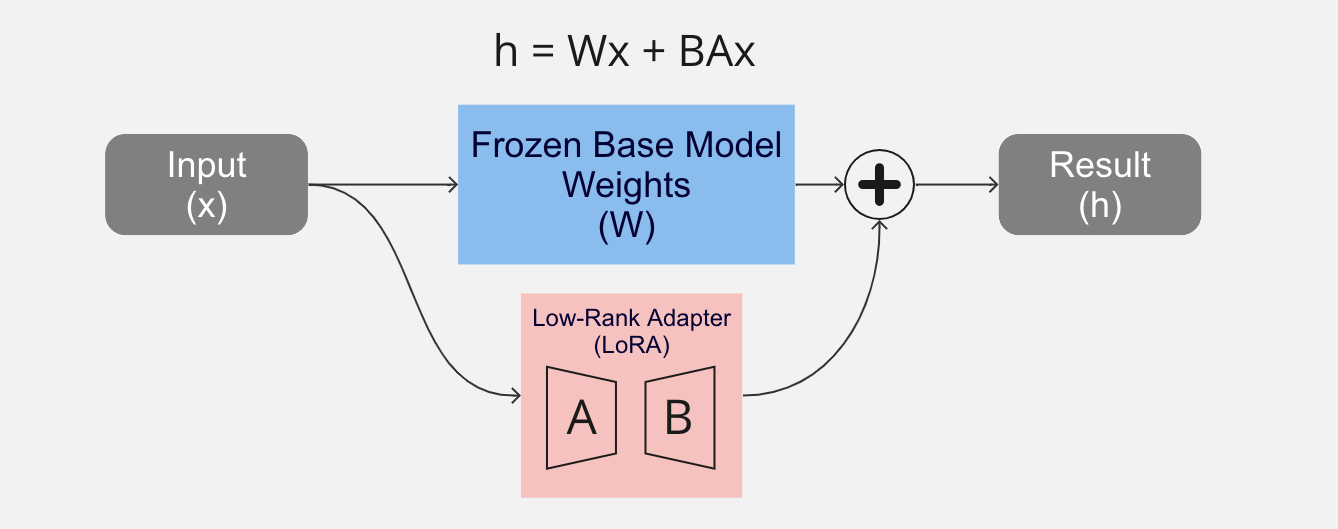 h = Wx + BAx
Input
(x)
Frozen Base Model
Weights
(W)
Result
(h)
Low-Rank Adapter
(LoRA)
A
B